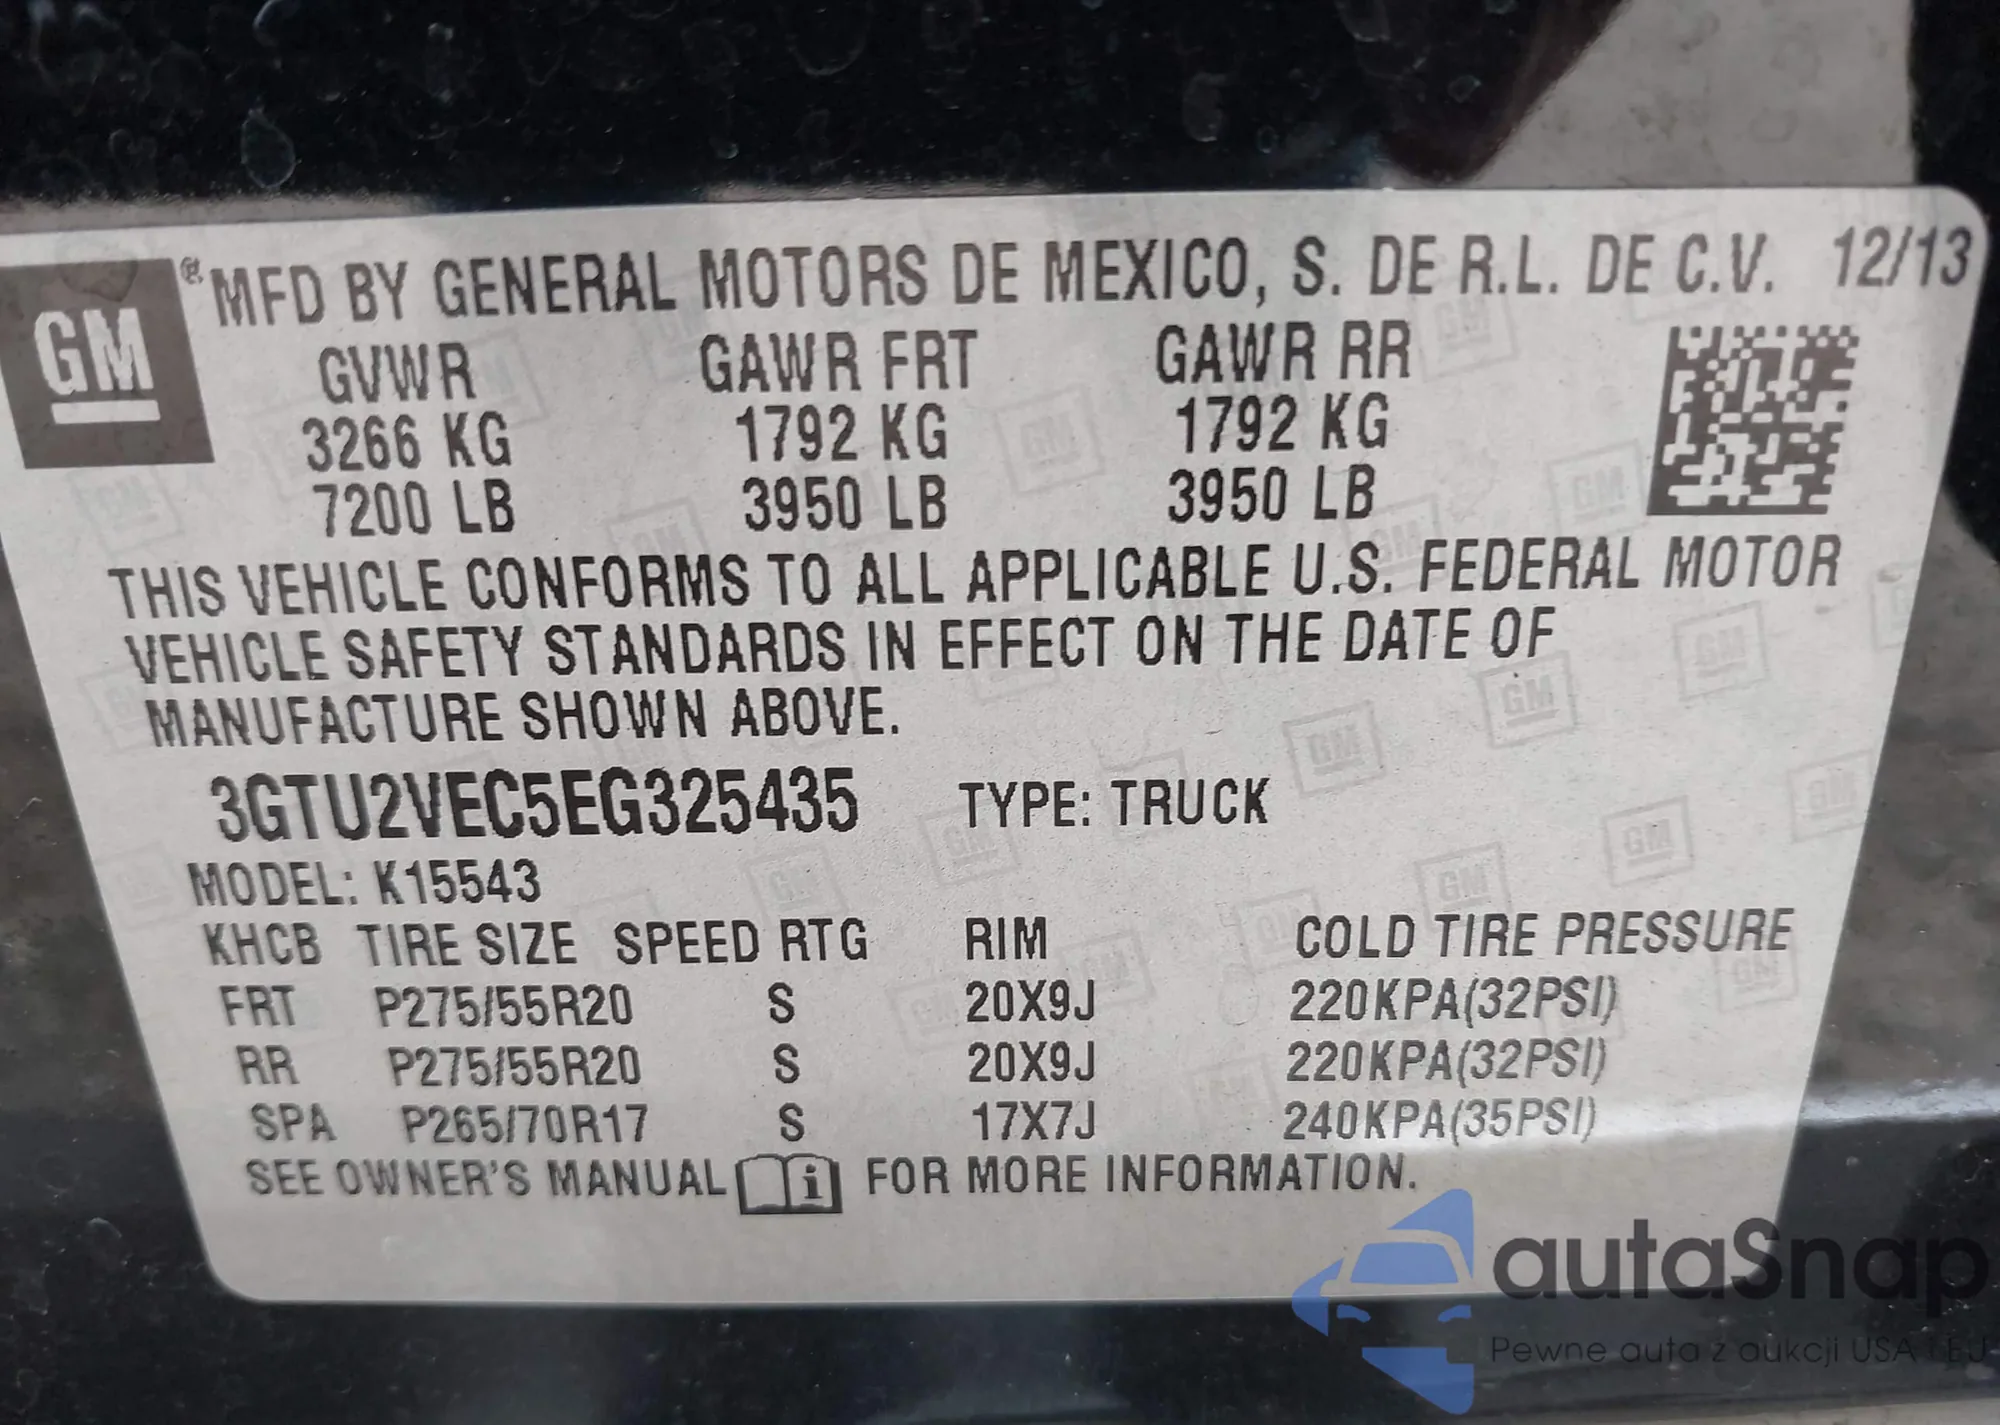 GM
® MFD BY GENERAL MOTORS DE MEXICO, S. DE R.L. DE C.V. 12/13
GVWR GAWR FRT GAWR RR
3266 KG 1792 KG 1792 KG
7200 LB 3950 LB 3950 LB
THIS VEHICLE CONFORMS TO ALL APPLICABLE U.S. FEDERAL MOTOR
VEHICLE SAFETY STANDARDS IN EFFECT ON THE DATE OF
MANUFACTURE SHOWN ABOVE.
3GTU2VEC5EG325435 TYPE: TRUCK
MODEL: K15543
KHCB TIRE SIZE SPEED RTG RIM COLD TIRE PRESSURE
FRT P275/55R20 S 20X9J 220KPA(32PSI)
RR P275/55R20 S 20X9J 220KPA(32PSI)
SPA P265/70R17 S 17X7J 240KPA(35PSI)
SEE OWNER'S MANUAL i FOR MORE INFORMATION.
autaSnap
Pewne auta z aukcji USA i EU